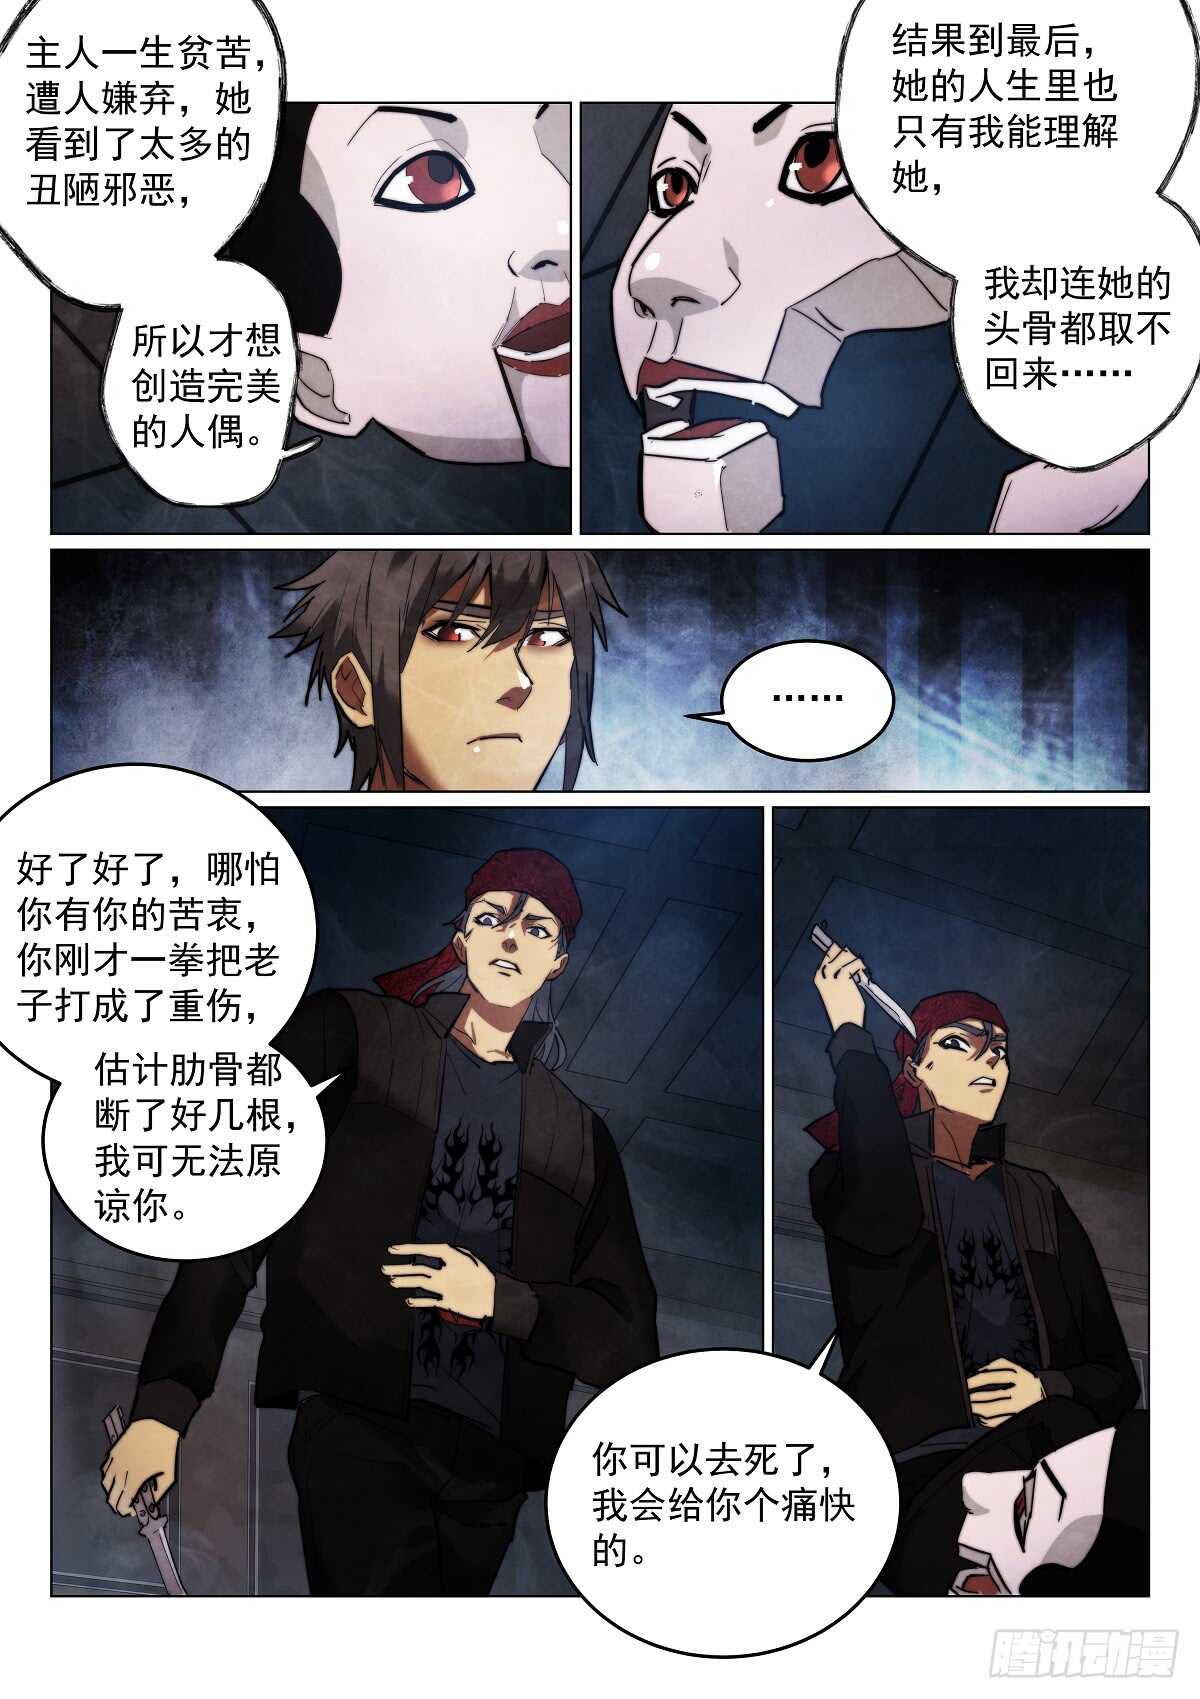 主人一生贫苦，
遭人嫌弃，她
看到了太多的
丑陋邪恶，
所以才想
创造完美
的人偶。
结果到最后，
她的人生里也
只有我能理解
她，
我却连她的
头骨都取不
回来……
……
好了好了，哪怕
你有你的苦衷，
你刚才一拳把老
子打成了重伤，
估计肋骨都
断了好几根，
我可无法原
谅你。
你可以去死了，
我会给你个痛快
的。
腾讯动漫